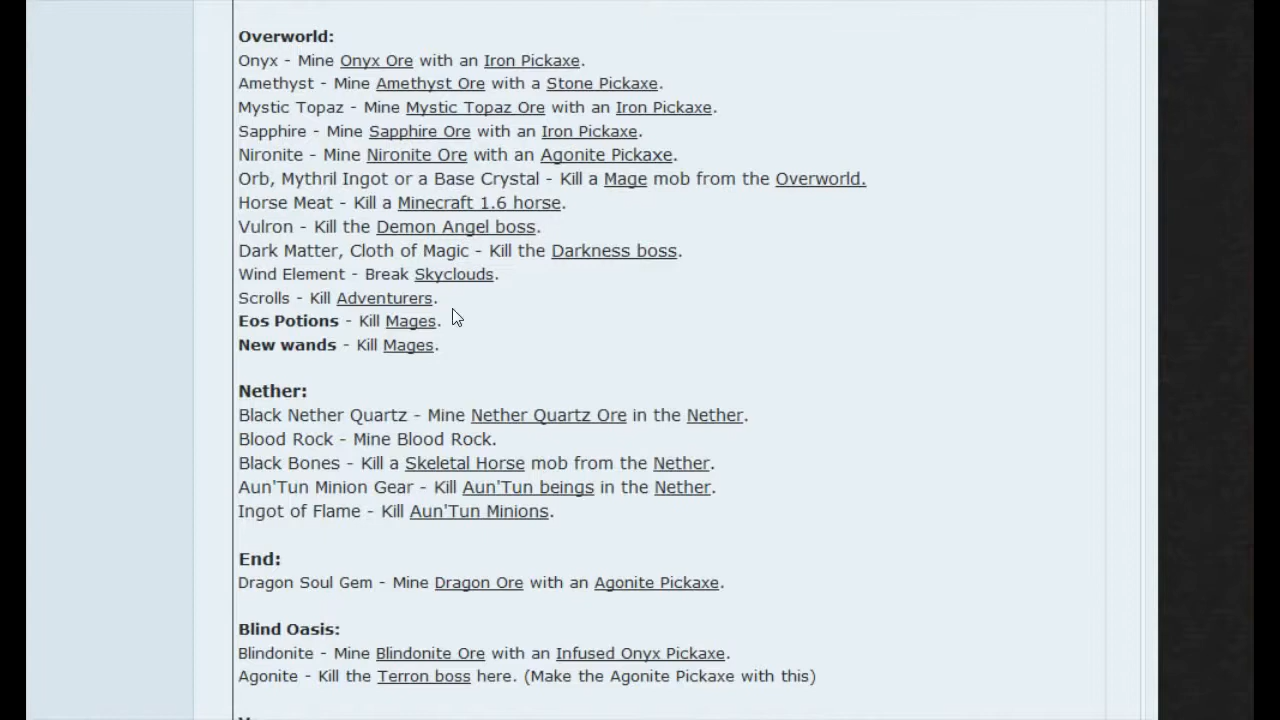 Overworld:
Onyx - Mine Onyx Ore with an Iron Pickaxe.
Amethyst - Mine Amethyst Ore with a Stone Pickaxe.
Mystic Topaz - Mine Mystic Topaz Ore with an Iron Pickaxe.
Sapphire - Mine Sapphire Ore with an Iron Pickaxe.
Nironite - Mine Nironite Ore with an Agonite Pickaxe.
Orb, Mythril Ingot or a Base Crystal - Kill a Mage mob from the Overworld.
Horse Meat - Kill a Minecraft 1.6 horse.
Vulron - Kill the Demon Angel boss.
Dark Matter, Cloth of Magic - Kill the Darkness boss.
Wind Element - Break Skyclouds.
Scrolls - Kill Adventurers.
Eos Potions - Kill Mages.
New wands - Kill Mages.
Nether:
Black Nether Quartz - Mine Nether Quartz Ore in the Nether.
Blood Rock - Mine Blood Rock.
Black Bones - Kill a Skeletal Horse mob from the Nether.
Aun'Tun Minion Gear - Kill Aun'Tun beings in the Nether.
Ingot of Flame - Kill Aun'Tun Minions.
End:
Dragon Soul Gem - Mine Dragon Ore with an Agonite Pickaxe.
Blind Oasis:
Blindonite - Mine Blindonite Ore with an Infused Onyx Pickaxe.
Agonite - Kill the Terron boss here. (Make the Agonite Pickaxe with this)